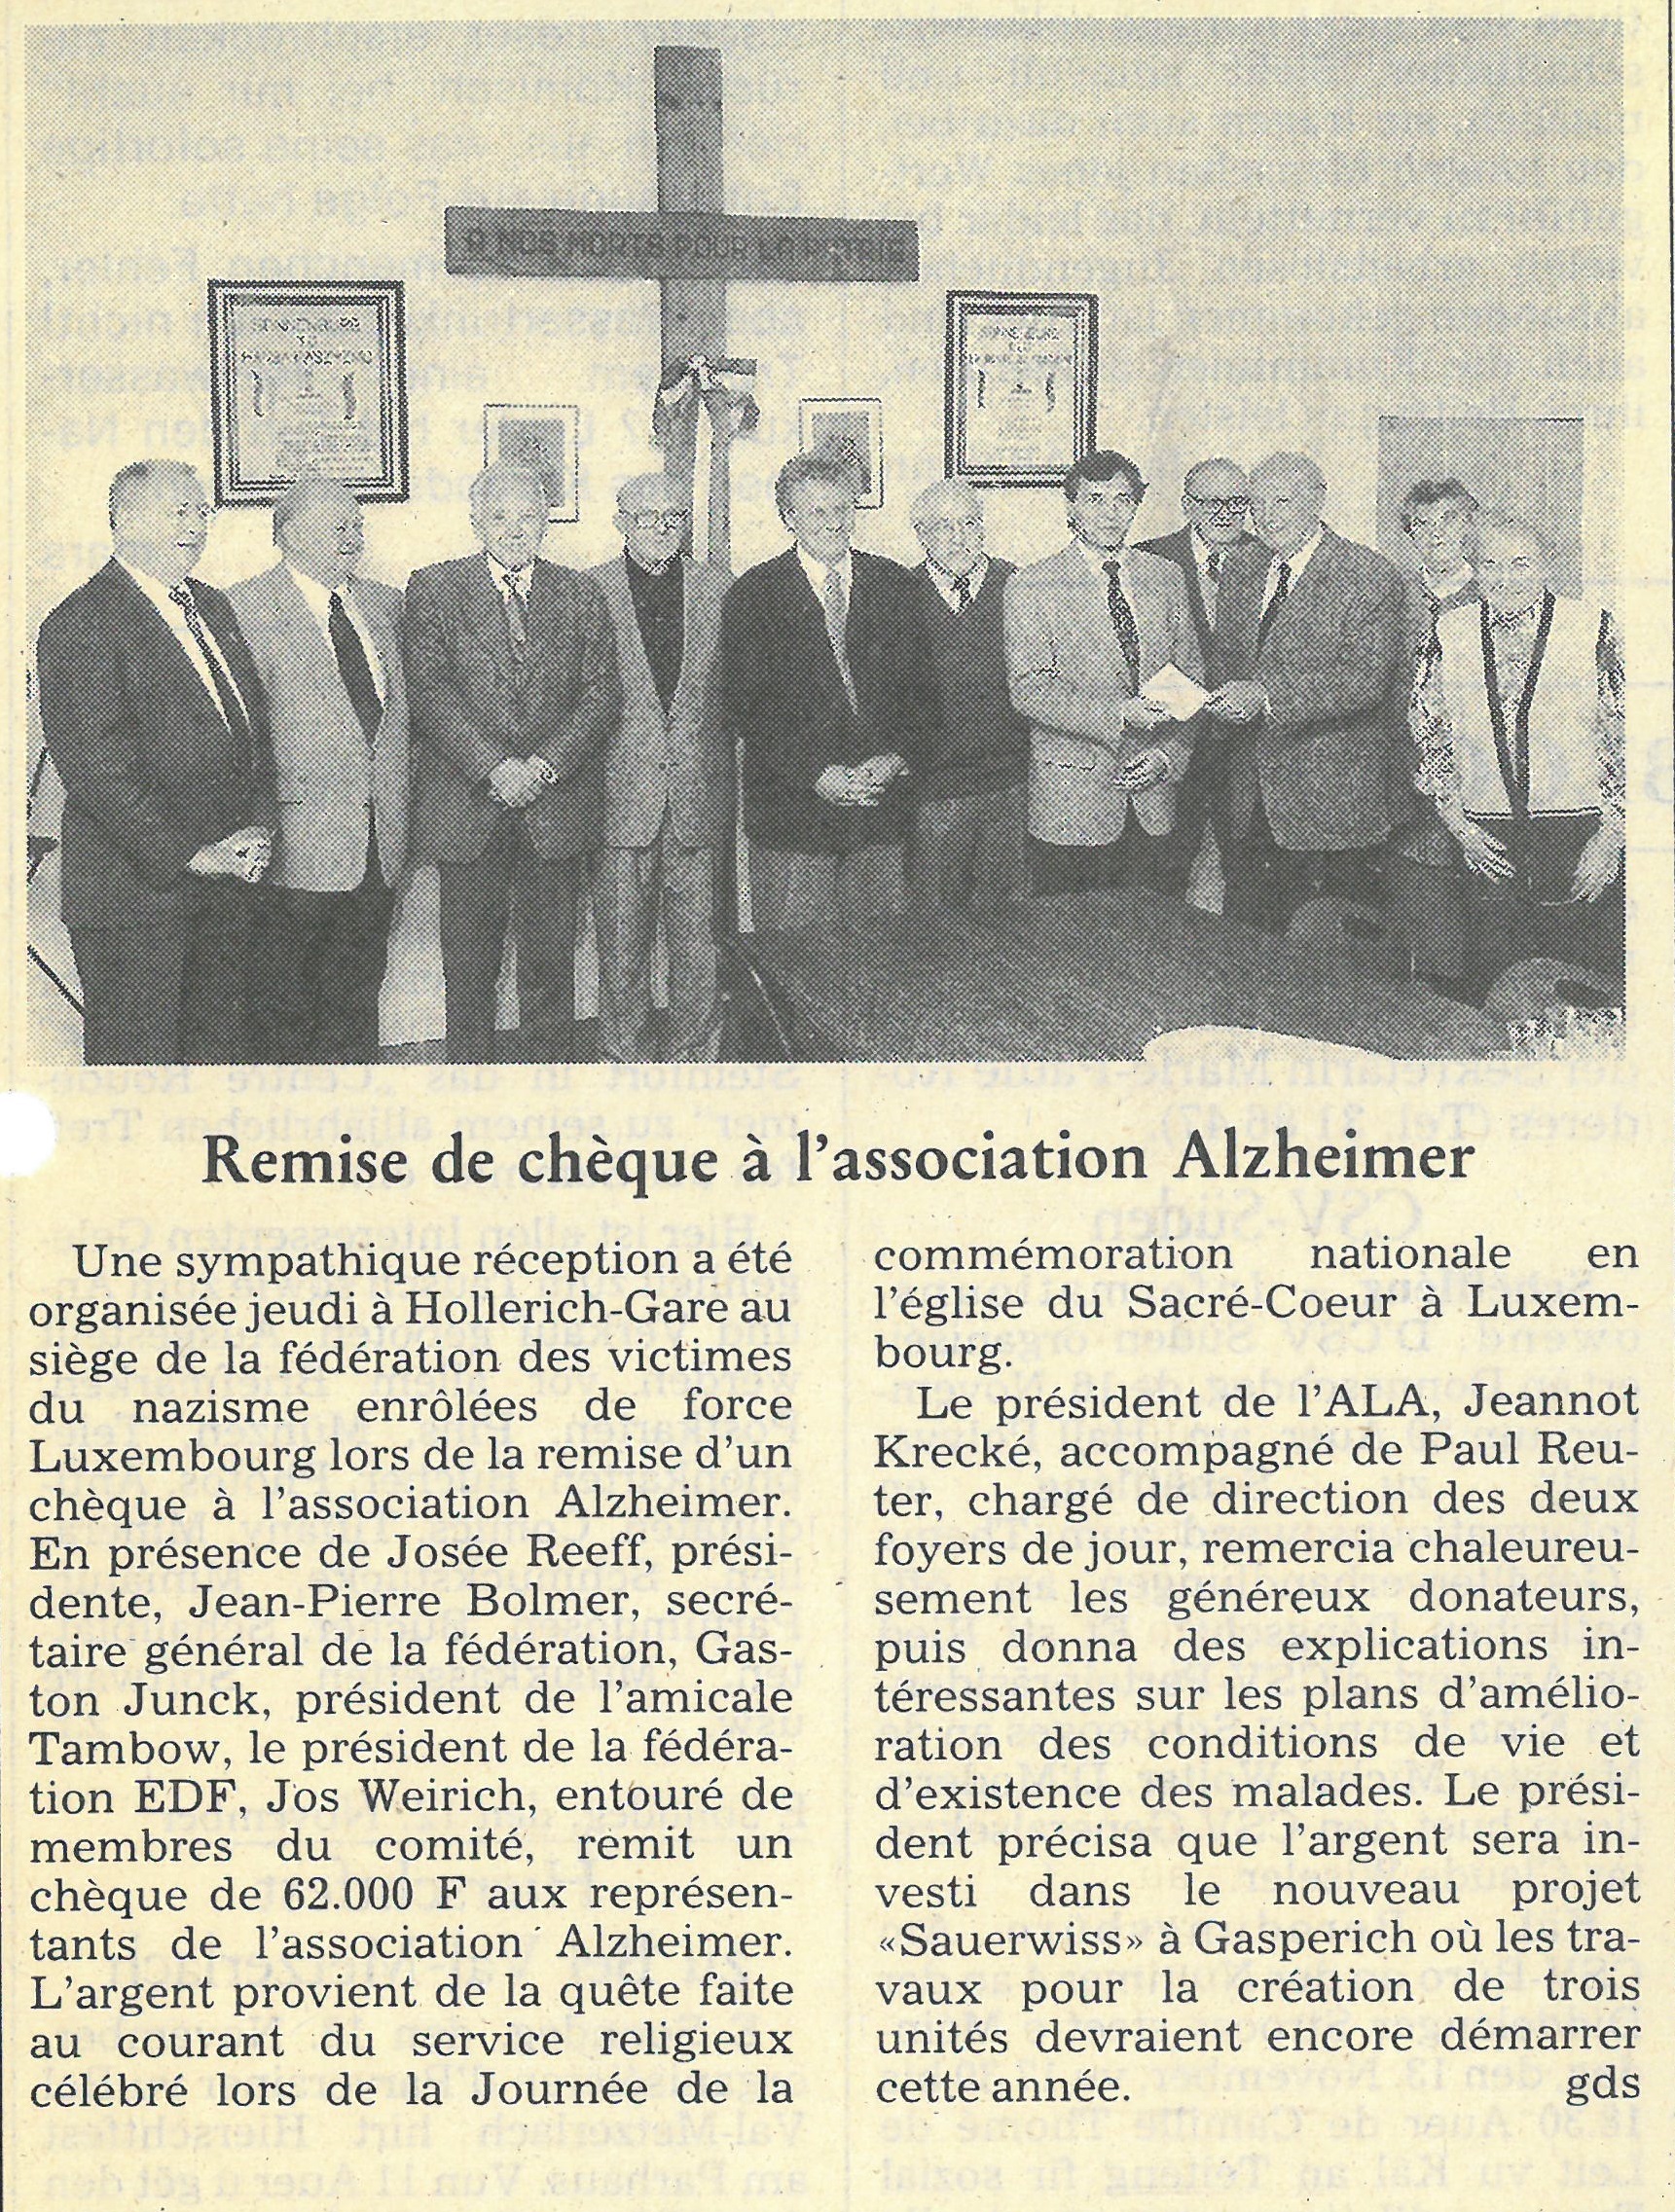 A NOS MORTS POUR LA PATRIE
Remise de chèque à l'association Alzheimer
Une sympathique réception a été
organisée jeudi à Hollerich-Gare au
siège de la fédération des victimes
du nazisme enrôlées de force
Luxembourg lors de la remise d'un
chèque à l'association Alzheimer.
En présence de Josée Reeff, prési-
dente, Jean-Pierre Bolmer, secré-
taire général de la fédération, Gas-
ton Junck, président de l'amicale
Tambow, le président de la fédéra-
tion EDF, Jos Weirich, entouré de
membres du comité, remit un
chèque de 62.000 F aux représen-
tants de l'association Alzheimer.
L'argent provient de la quête faite
au courant du service religieux
célébré lors de la Journée de la
commémoration nationale en
l'église du Sacré-Coeur à Luxem-
bourg.
Le président de l'ALA, Jeannot
Krecké, accompagné de Paul Reu-
ter, chargé de direction des deux
foyers de jour, remercia chaleureu-
sement les généreux donateurs,
puis donna des explications in-
téressantes sur les plans d'amélio-
ration des conditions de vie et
d'existence des malades. Le prési-
dent précisa que l'argent sera in-
vesti dans le nouveau projet
«Sauerwiss» à Gasperich où les tra-
vaux pour la création de trois
unités devraient encore démarrer
cette année. gds